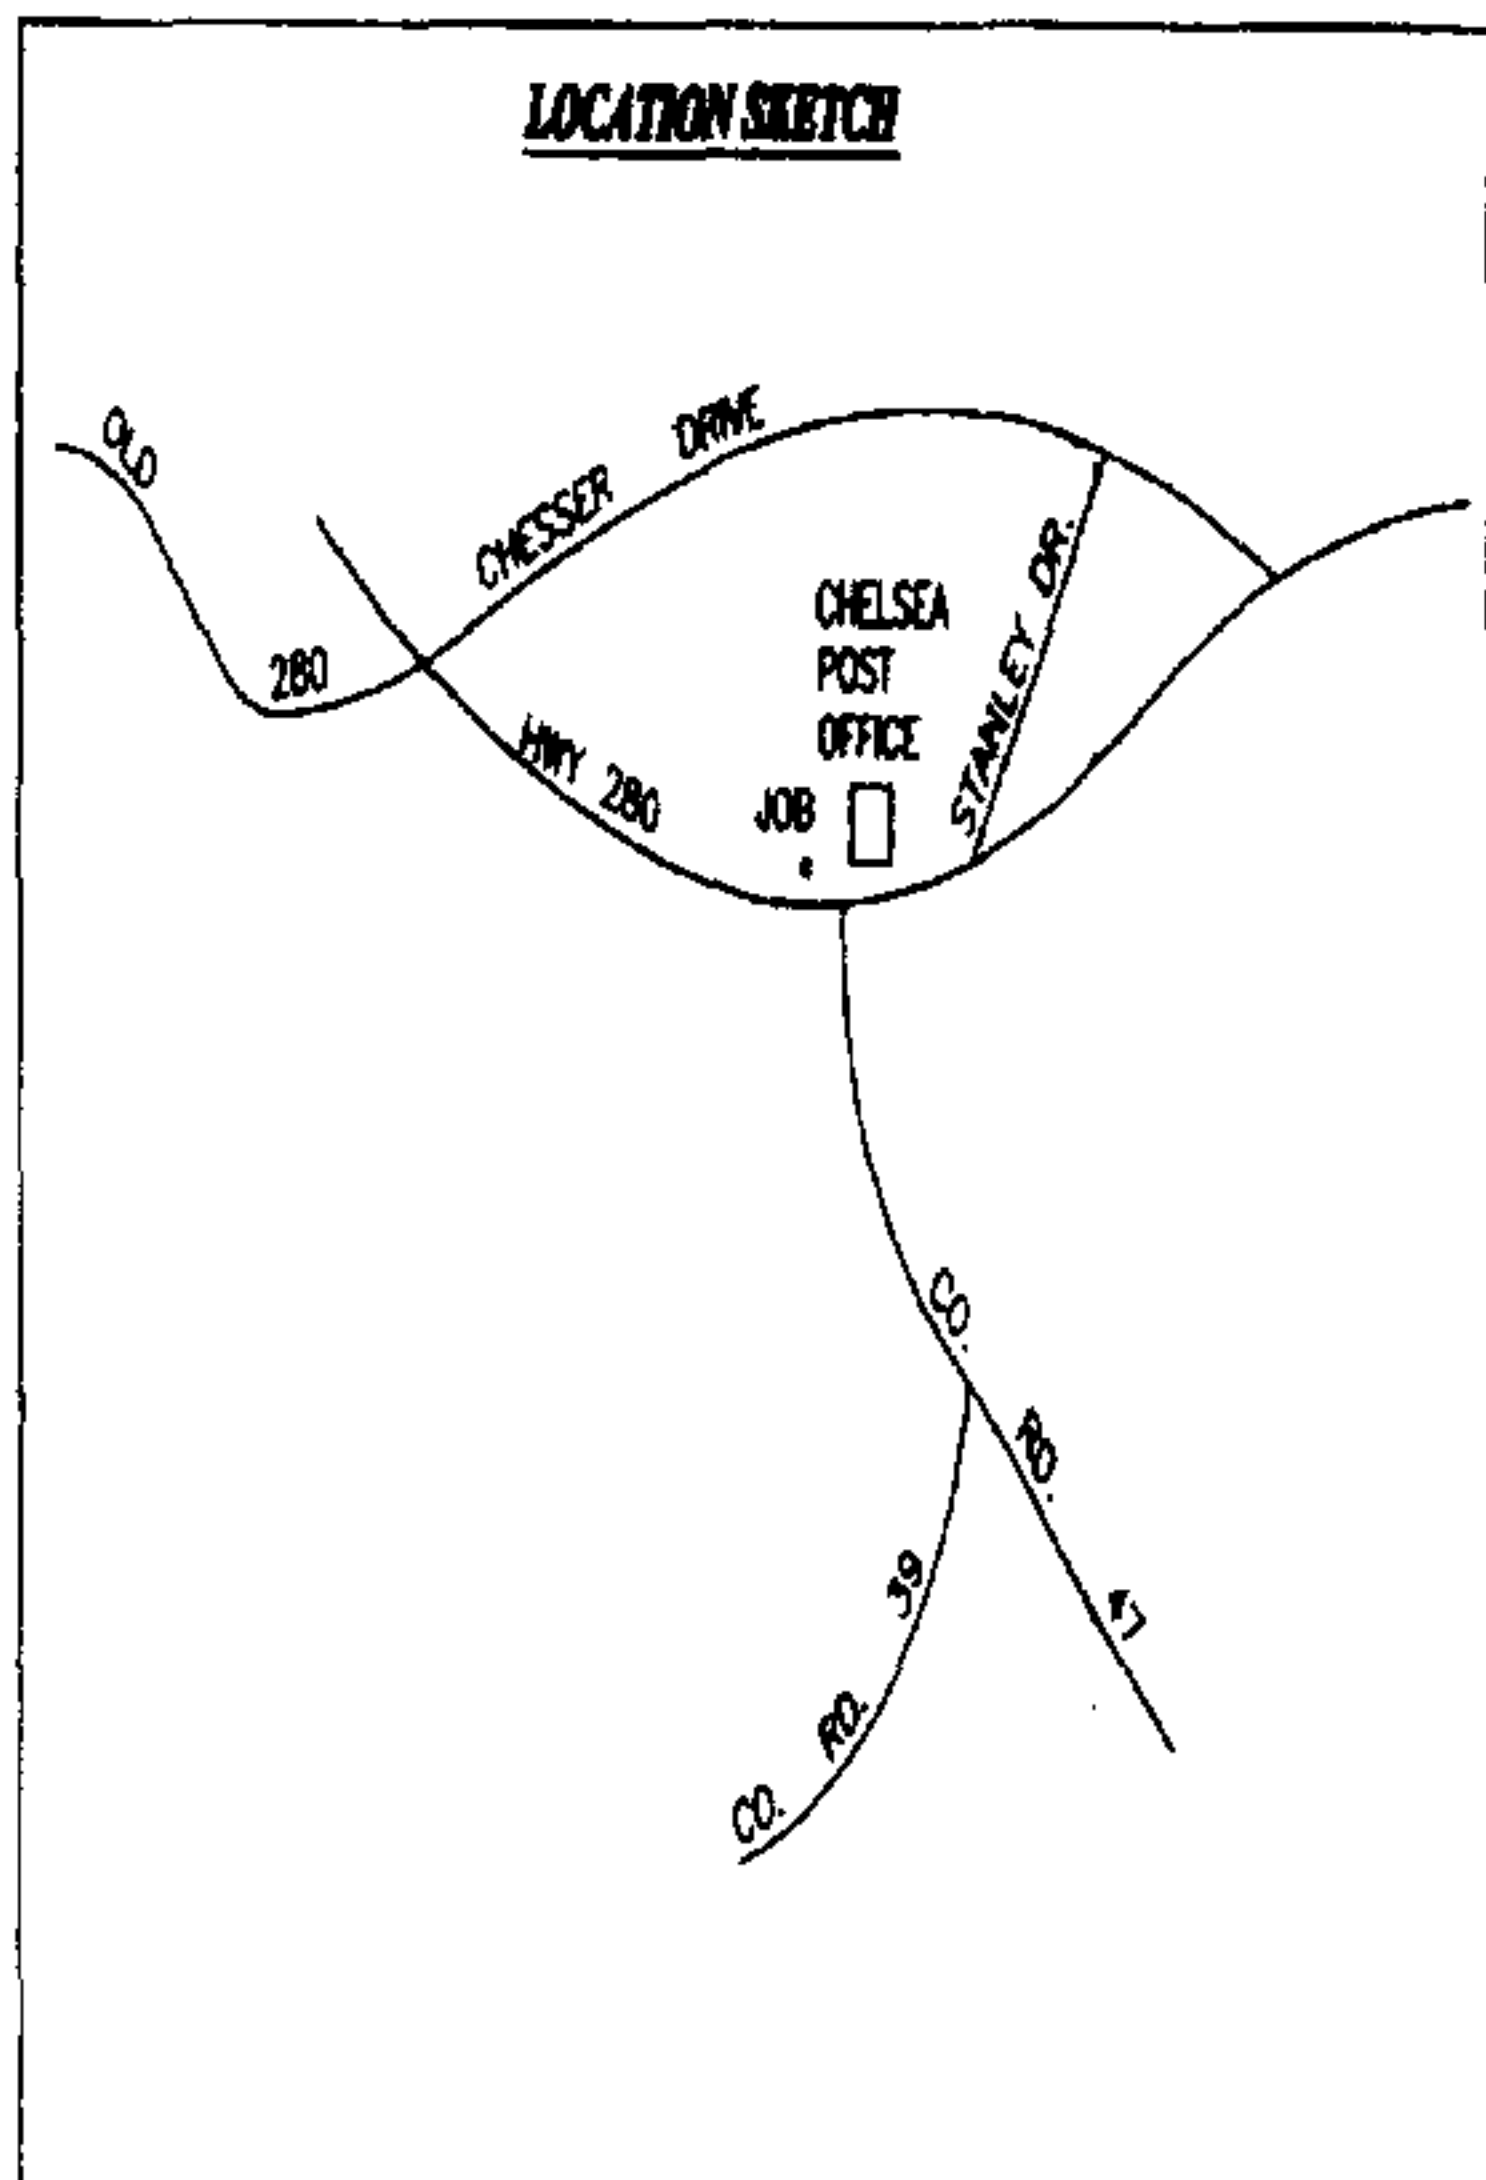 LOCATION SKETCH
OLD
280
CHESSER DRIVE
HWY 280
CHELSEA
POST
OFFICE
JOB
STANLEY DR.
CO. RD.
CO. RD. 39